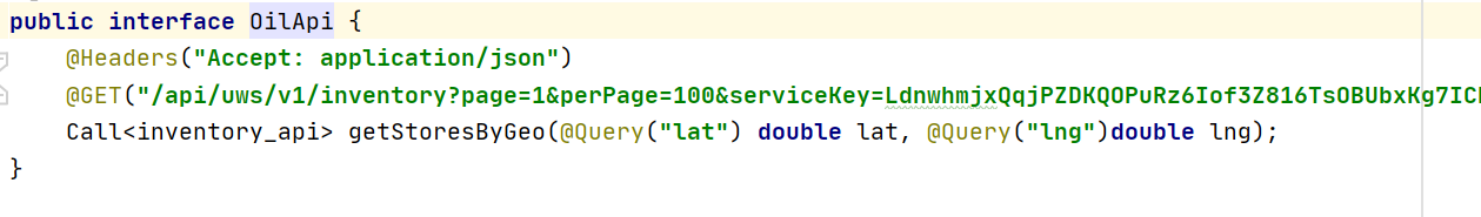 public interface OilApi {
@Headers("Accept: application/json")
@GET("/api/uws/v1/inventory?page=1&perPage=100&serviceKey=LdnwhmjxQqjPZDKQOPuRz6Iof3Z816TsOBUbxKg7IC
Call<inventory_api> getStoresByGeo(@Query("lat") double lat, @Query("lng")double lng);
}